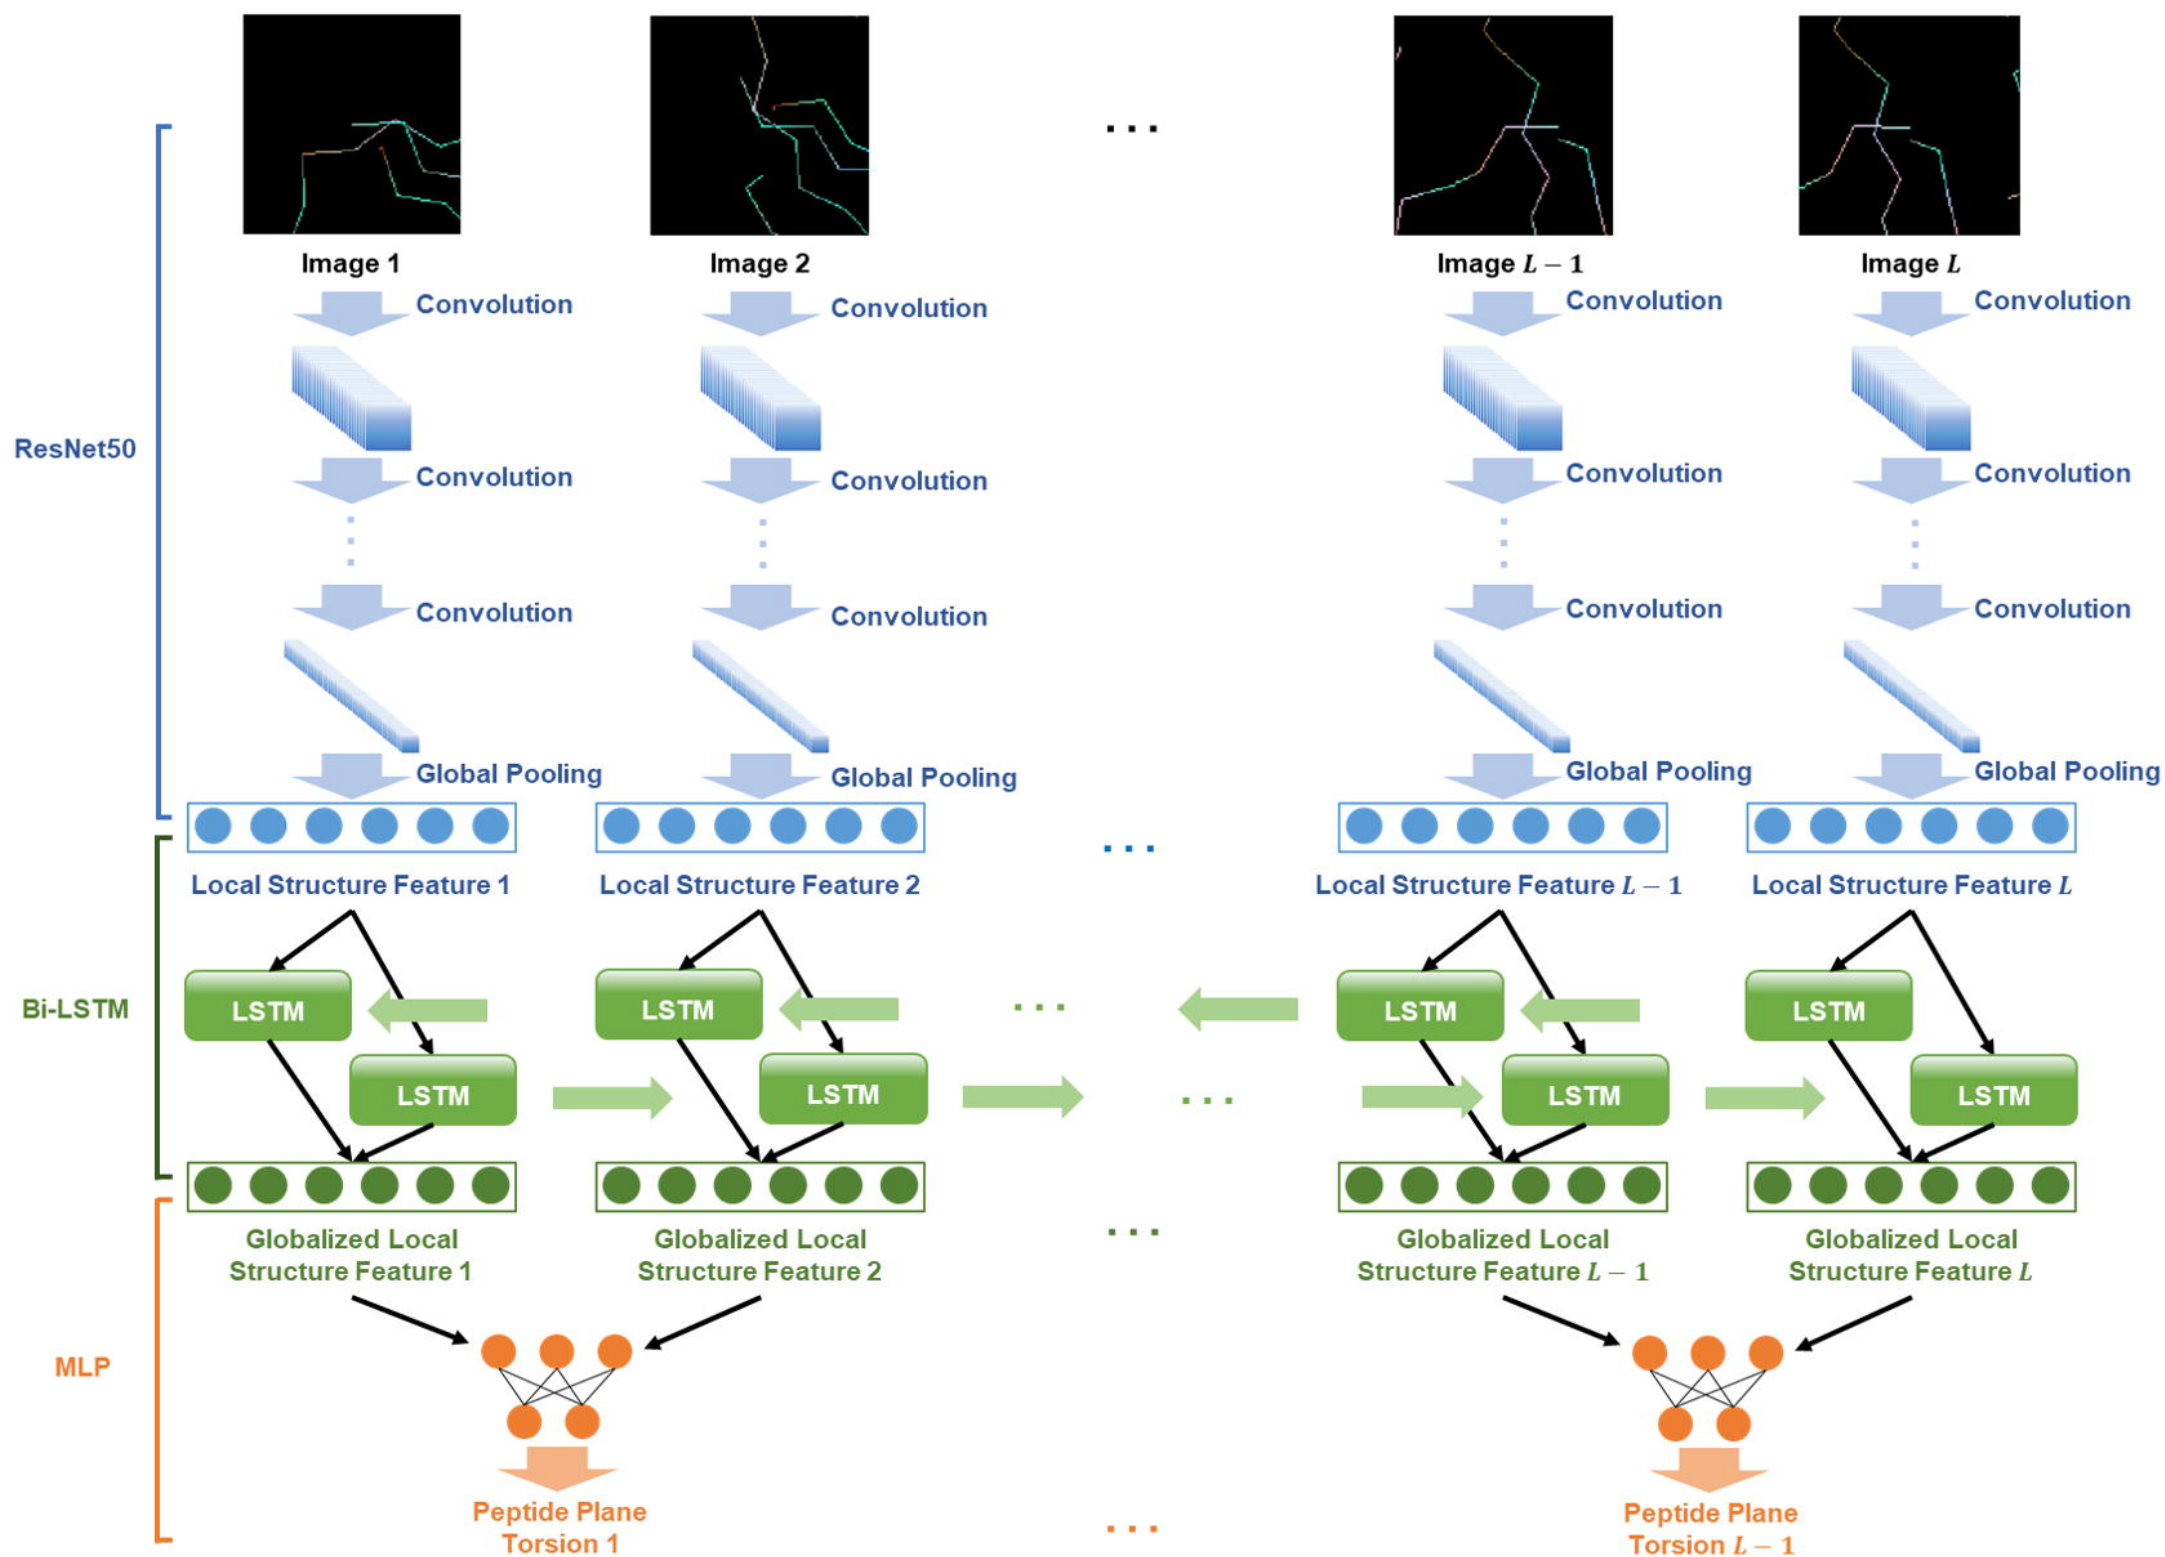 Image 1
Image 2
Image L − 1
Image L
Convolution
Convolution
Convolution
Convolution
ResNet50
Convolution
Convolution
Convolution
Convolution
Convolution
Convolution
Convolution
Convolution
Global Pooling
Global Pooling
Global Pooling
Global Pooling
...
Local Structure Feature 1
Local Structure Feature 2
Local Structure Feature L − 1
Local Structure Feature L
Bi-LSTM
LSTM
LSTM
LSTM
LSTM
LSTM
LSTM
LSTM
LSTM
Globalized Local
Structure Feature 1
Globalized Local
Structure Feature 2
Globalized Local
Structure Feature L − 1
Globalized Local
Structure Feature L
MLP
Peptide Plane
Torsion 1
Peptide Plane
Torsion L − 1